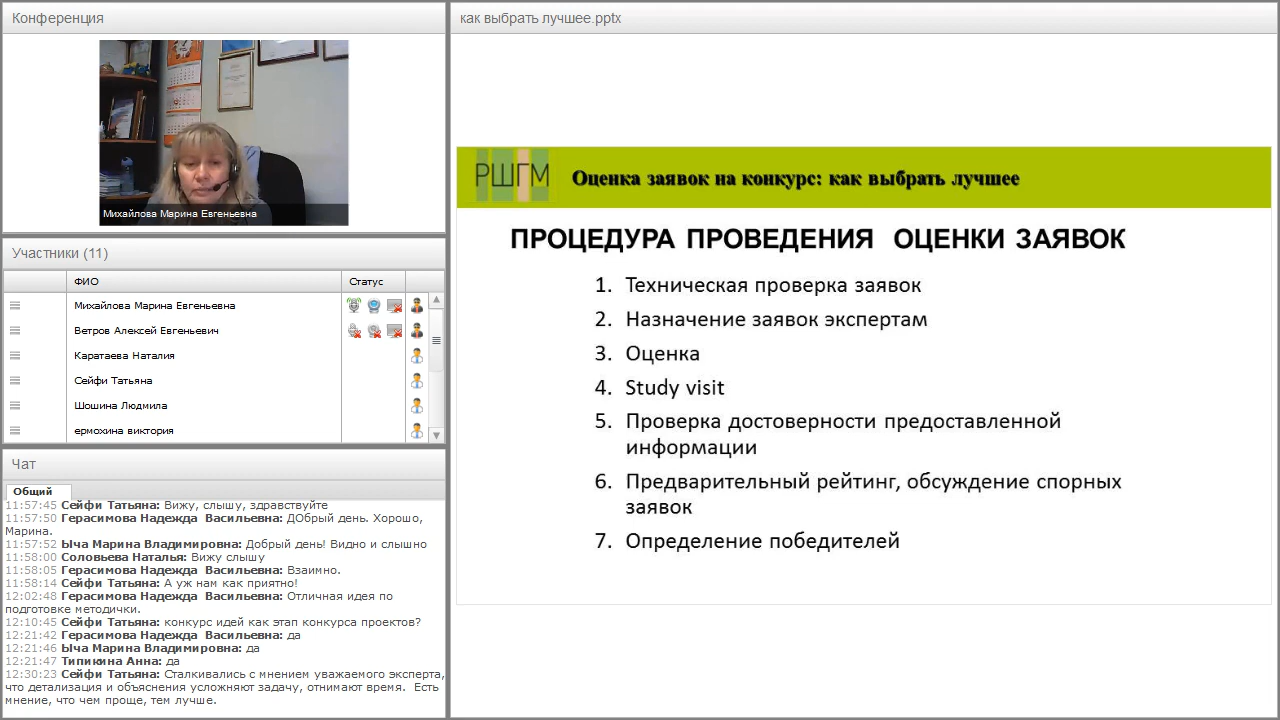 Конференция
Михайлова Марина Евгеньевна
Участники (11)
ФИО Статус
Михайлова Марина Евгеньевна
Ветров Алексей Евгеньевич
Каратаева Наталия
Сейфи Татьяна
Шошина Людмила
ермохина виктория
Чат
Общий
11:57:45 Сейфи Татьяна: Вижу, слышу, здравствуйте
11:57:50 Герасимова Надежда Васильевна: ДОбрый день. Хорошо,
Марина.
11:57:52 Ыча Марина Владимировна: Добрый день! Видно и слышно
11:58:00 Соловьева Наталья: Вижу слышу
11:58:05 Герасимова Надежда Васильевна: Взаимно.
11:58:14 Сейфи Татьяна: А уж нам как приятно!
12:02:48 Герасимова Надежда Васильевна: Отличная идея по
подготовке методички.
12:10:45 Сейфи Татьяна: конкурс идей как этап конкурса проектов?
12:21:42 Герасимова Надежда Васильевна: да
12:21:46 Ыча Марина Владимировна: да
12:21:47 Типикина Анна: да
12:30:23 Сейфи Татьяна: Сталкивались с мнением уважаемого эксперта,
что детализация и объяснения усложняют задачу, отнимают время. Есть
мнение, что чем проще, тем лучше.
как выбрать лучшее.pptx
РШГМ
Оценка заявок на конкурс: как выбрать лучшее
ПРОЦЕДУРА ПРОВЕДЕНИЯ ОЦЕНКИ ЗАЯВОК
1. Техническая проверка заявок
2. Назначение заявок экспертам
3. Оценка
4. Study visit
5. Проверка достоверности предоставленной
информации
6. Предварительный рейтинг, обсуждение спорных
заявок
7. Определение победителей